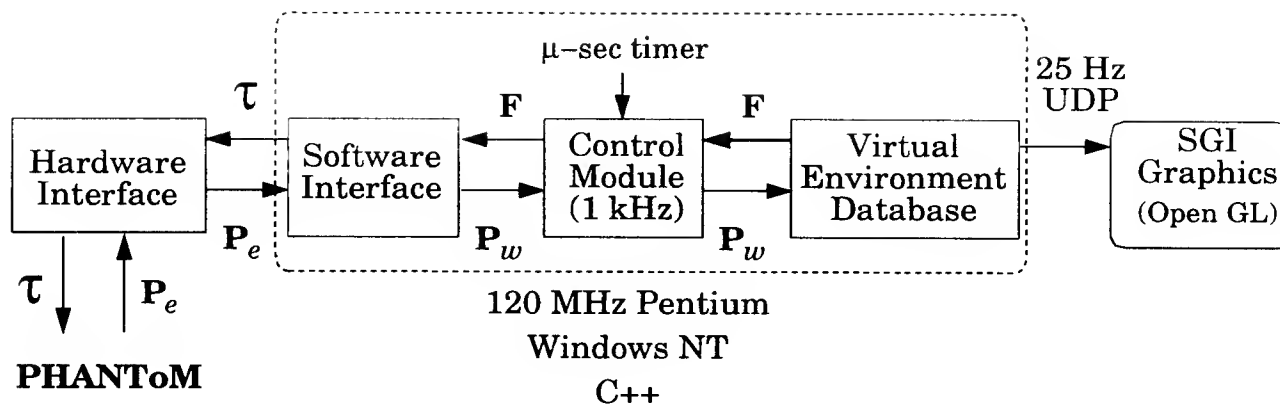 μ–sec timer
25 Hz
UDP
τ
F
F
Hardware
Interface
Software
Interface
Control
Module
(1 kHz)
Virtual
Environment
Database
SGI
Graphics
(Open GL)
P_e
P_w
P_w
τ
P_e
PHANToM
120 MHz Pentium
Windows NT
C++